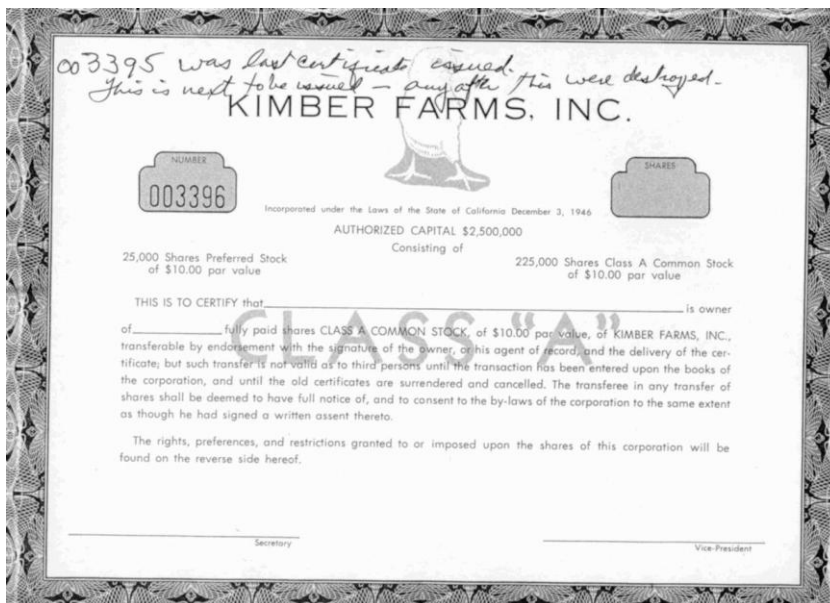 003395 was last certificate issued.
This is next to be issued — any after this were destroyed.
KIMBER FARMS, INC.
NUMBER
003396
SHARES
Incorporated under the Laws of the State of California December 3, 1946
AUTHORIZED CAPITAL $2,500,000
Consisting of
25,000 Shares Preferred Stock
of $10.00 par value
225,000 Shares Class A Common Stock
of $10.00 par value
THIS IS TO CERTIFY that is owner
of fully paid shares CLASS A COMMON STOCK, of $10.00 par value, of KIMBER FARMS, INC.,
transferable by endorsement with the signature of the owner, or his agent of record, and the delivery of the cer-
tificate; but such transfer is not valid as to third persons until the transaction has been entered upon the books of
the corporation, and until the old certificates are surrendered and cancelled. The transferee in any transfer of
shares shall be deemed to have full notice of, and to consent to the by-laws of the corporation to the same extent
as though he had signed a written assent thereto.
CLASS "A"
The rights, preferences, and restrictions granted to or imposed upon the shares of this corporation will be
found on the reverse side hereof.
Secretary
Vice-President